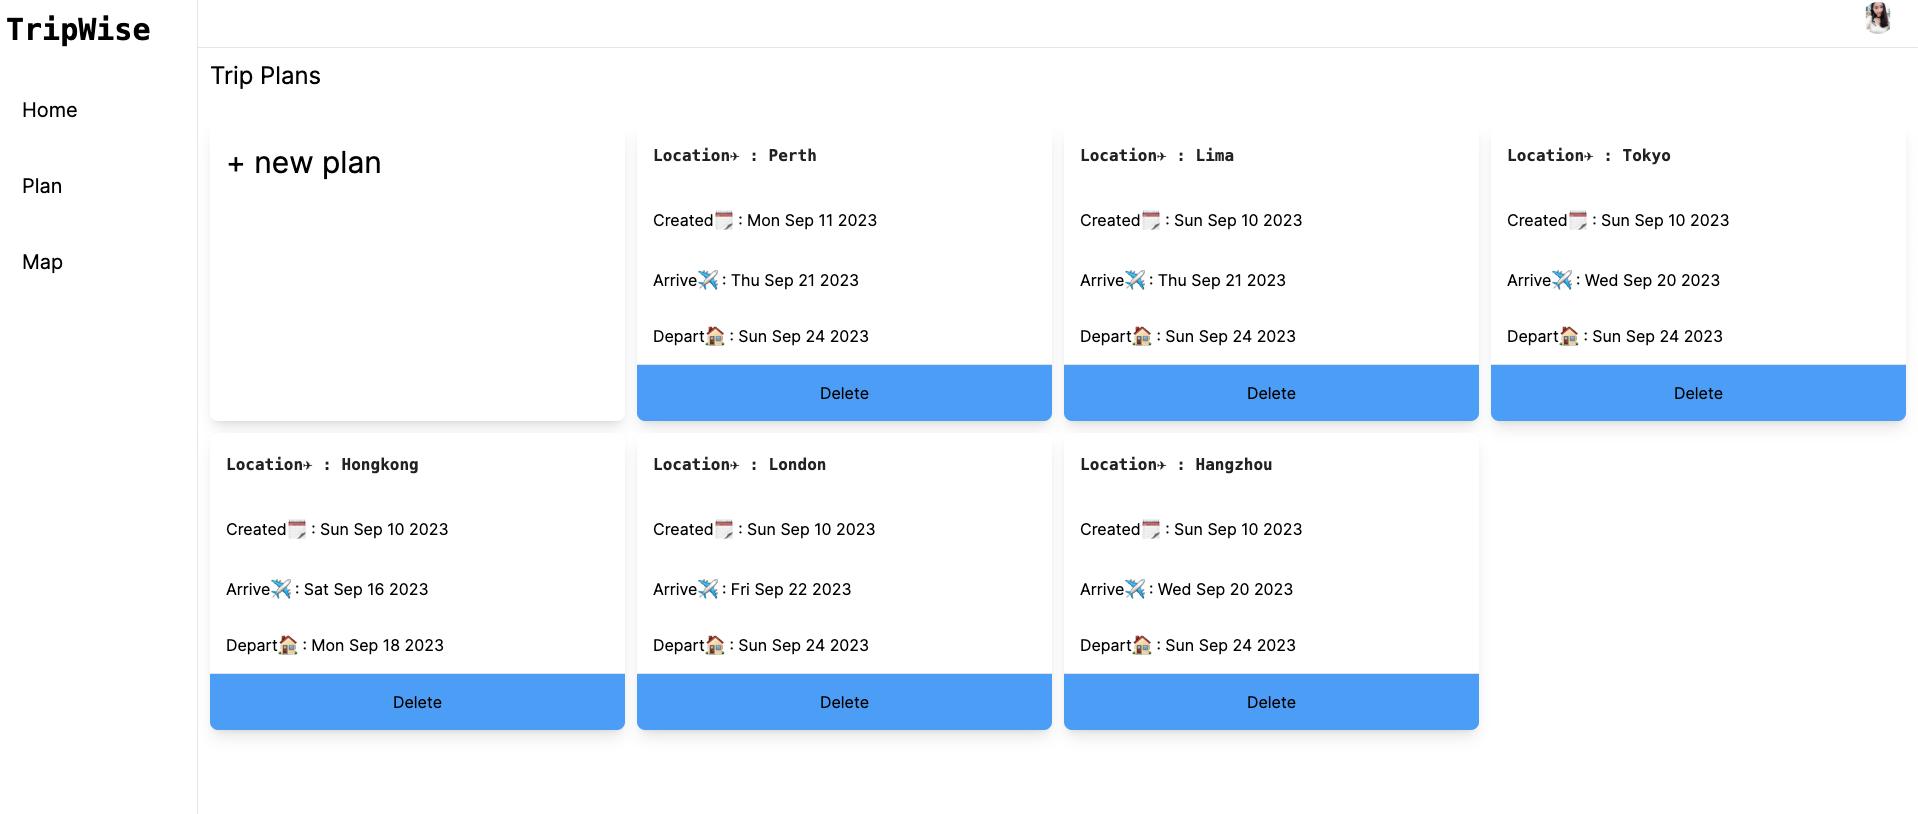 TripWise
Home
Plan
Map
Trip Plans
+ new plan
Location✈ : Perth
Created🗓 : Mon Sep 11 2023
Arrive✈️ : Thu Sep 21 2023
Depart🏠 : Sun Sep 24 2023
Delete
Location✈ : Lima
Created🗓 : Sun Sep 10 2023
Arrive✈️ : Thu Sep 21 2023
Depart🏠 : Sun Sep 24 2023
Delete
Location✈ : Tokyo
Created🗓 : Sun Sep 10 2023
Arrive✈️ : Wed Sep 20 2023
Depart🏠 : Sun Sep 24 2023
Delete
Location✈ : Hongkong
Created🗓 : Sun Sep 10 2023
Arrive✈️ : Sat Sep 16 2023
Depart🏠 : Mon Sep 18 2023
Delete
Location✈ : London
Created🗓 : Sun Sep 10 2023
Arrive✈️ : Fri Sep 22 2023
Depart🏠 : Sun Sep 24 2023
Delete
Location✈ : Hangzhou
Created🗓 : Sun Sep 10 2023
Arrive✈️ : Wed Sep 20 2023
Depart🏠 : Sun Sep 24 2023
Delete